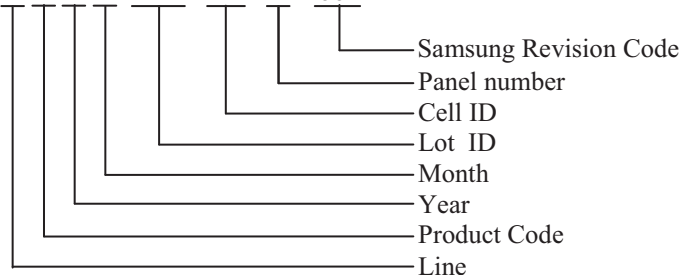 Samsung Revision Code
Panel number
Cell ID
Lot ID
Month
Year
Product Code
Line